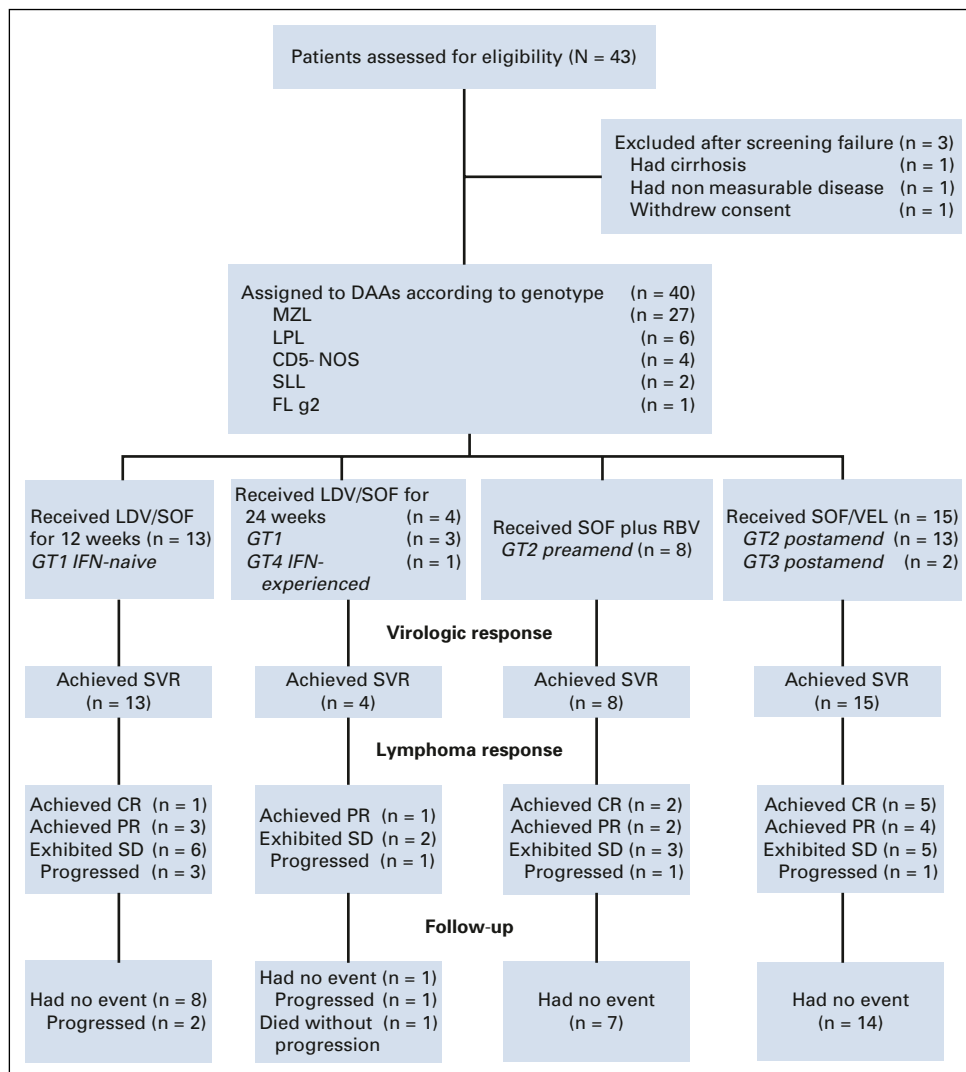 Patients assessed for eligibility (N = 43)
Excluded after screening failure (n = 3)
Had cirrhosis (n = 1)
Had non measurable disease (n = 1)
Withdrew consent (n = 1)
Assigned to DAAs according to genotype (n = 40)
MZL (n = 27)
LPL (n = 6)
CD5- NOS (n = 4)
SLL (n = 2)
FL g2 (n = 1)
Received LDV/SOF
for 12 weeks (n = 13)
GT1 IFN-naive
Received LDV/SOF for
24 weeks (n = 4)
GT1 (n = 3)
GT4 IFN- (n = 1)
experienced
Received SOF plus RBV
GT2 preamend (n = 8)
Received SOF/VEL (n = 15)
GT2 postamend (n = 13)
GT3 postamend (n = 2)
Virologic response
Achieved SVR
(n = 13)
Achieved SVR
(n = 4)
Achieved SVR
(n = 8)
Achieved SVR
(n = 15)
Lymphoma response
Achieved CR (n = 1)
Achieved PR (n = 3)
Exhibited SD (n = 6)
Progressed (n = 3)
Achieved PR (n = 1)
Exhibited SD (n = 2)
Progressed (n = 1)
Achieved CR (n = 2)
Achieved PR (n = 2)
Exhibited SD (n = 3)
Progressed (n = 1)
Achieved CR (n = 5)
Achieved PR (n = 4)
Exhibited SD (n = 5)
Progressed (n = 1)
Follow-up
Had no event (n = 8)
Progressed (n = 2)
Had no event (n = 1)
Progressed (n = 1)
Died without (n = 1)
progression
Had no event
(n = 7)
Had no event
(n = 14)